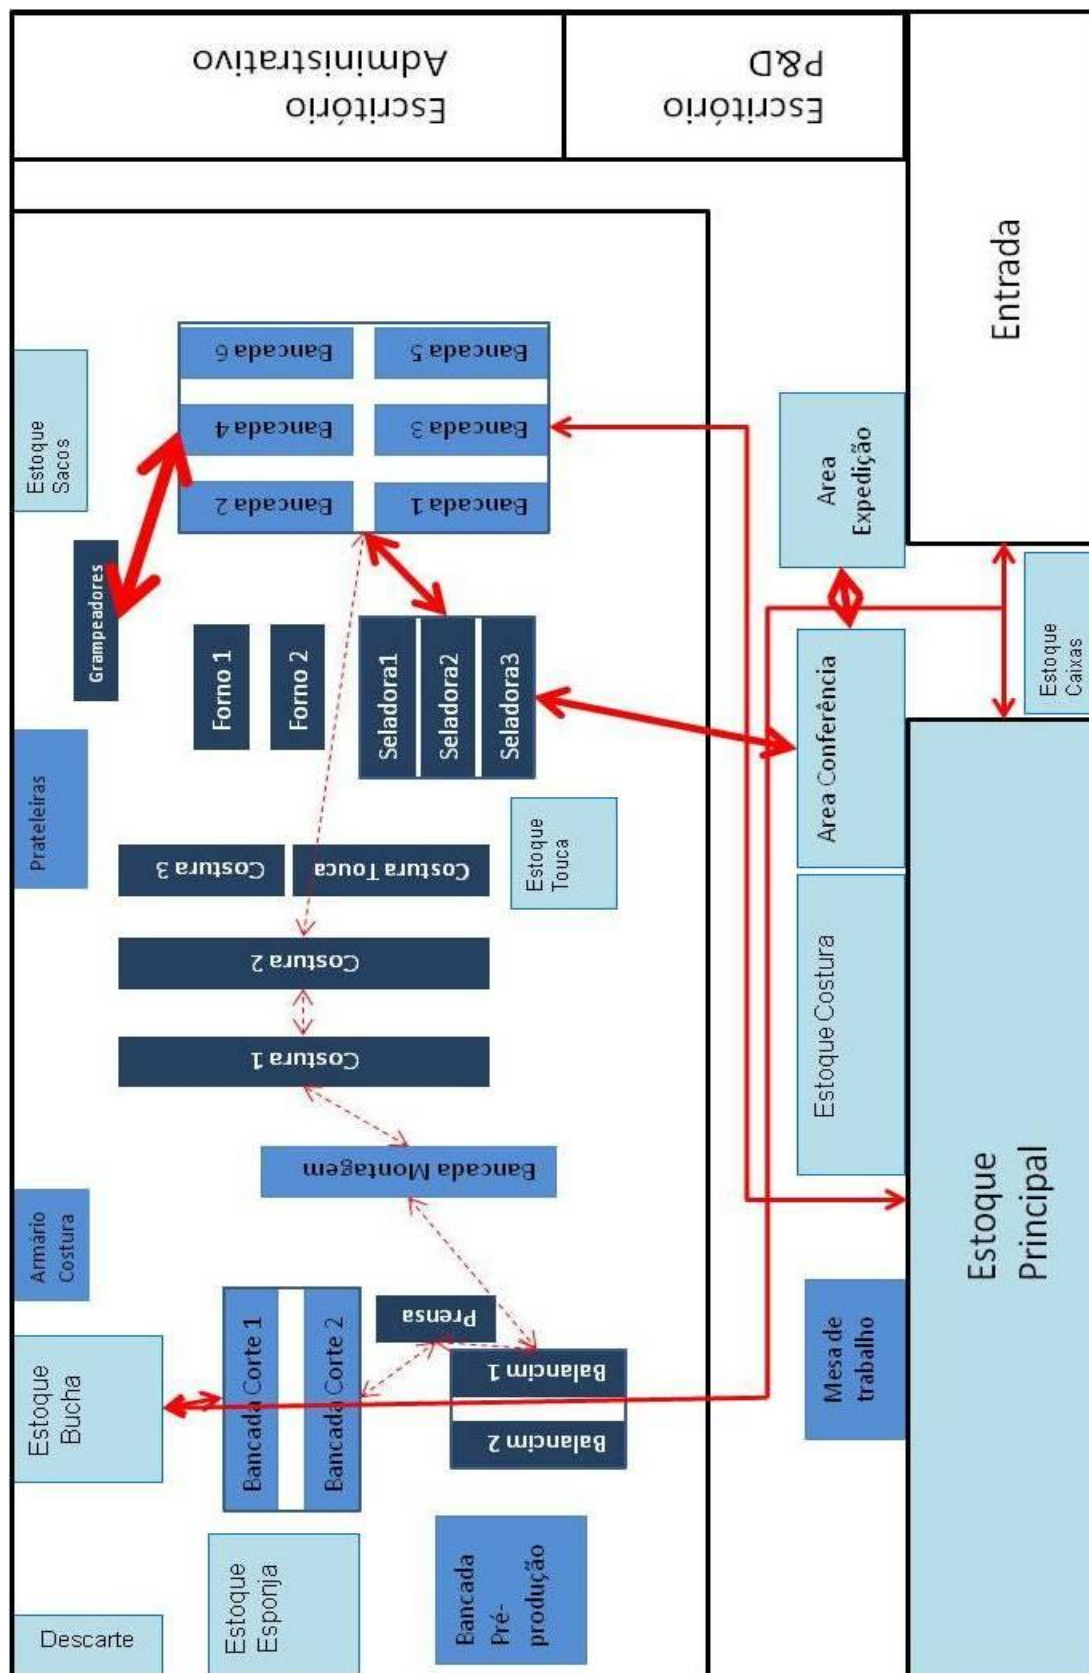 Escritório
Administrativo
Escritório
P&D
Entrada
Estoque
Sacos
Bancada 6
Bancada 5
Bancada 4
Bancada 3
Bancada 2
Bancada 1
Area
Expedição
Grampeadores
Forno 1
Forno 2
Seladora1
Seladora2
Seladora3
Area Conferência
Estoque
Caixas
Prateleiras
Costura 3
Costura Touca
Estoque
Touca
Costura 2
Costura 1
Estoque Costura
Bancada Montagem
Estoque
Principal
Armário
Costura
Prensa
Estoque
Bucha
Bancada Corte 1
Bancada Corte 2
Balancim 1
Balancim 2
Mesa de
trabalho
Estoque
Esponja
Bancada
Pré-
produção
Descarte